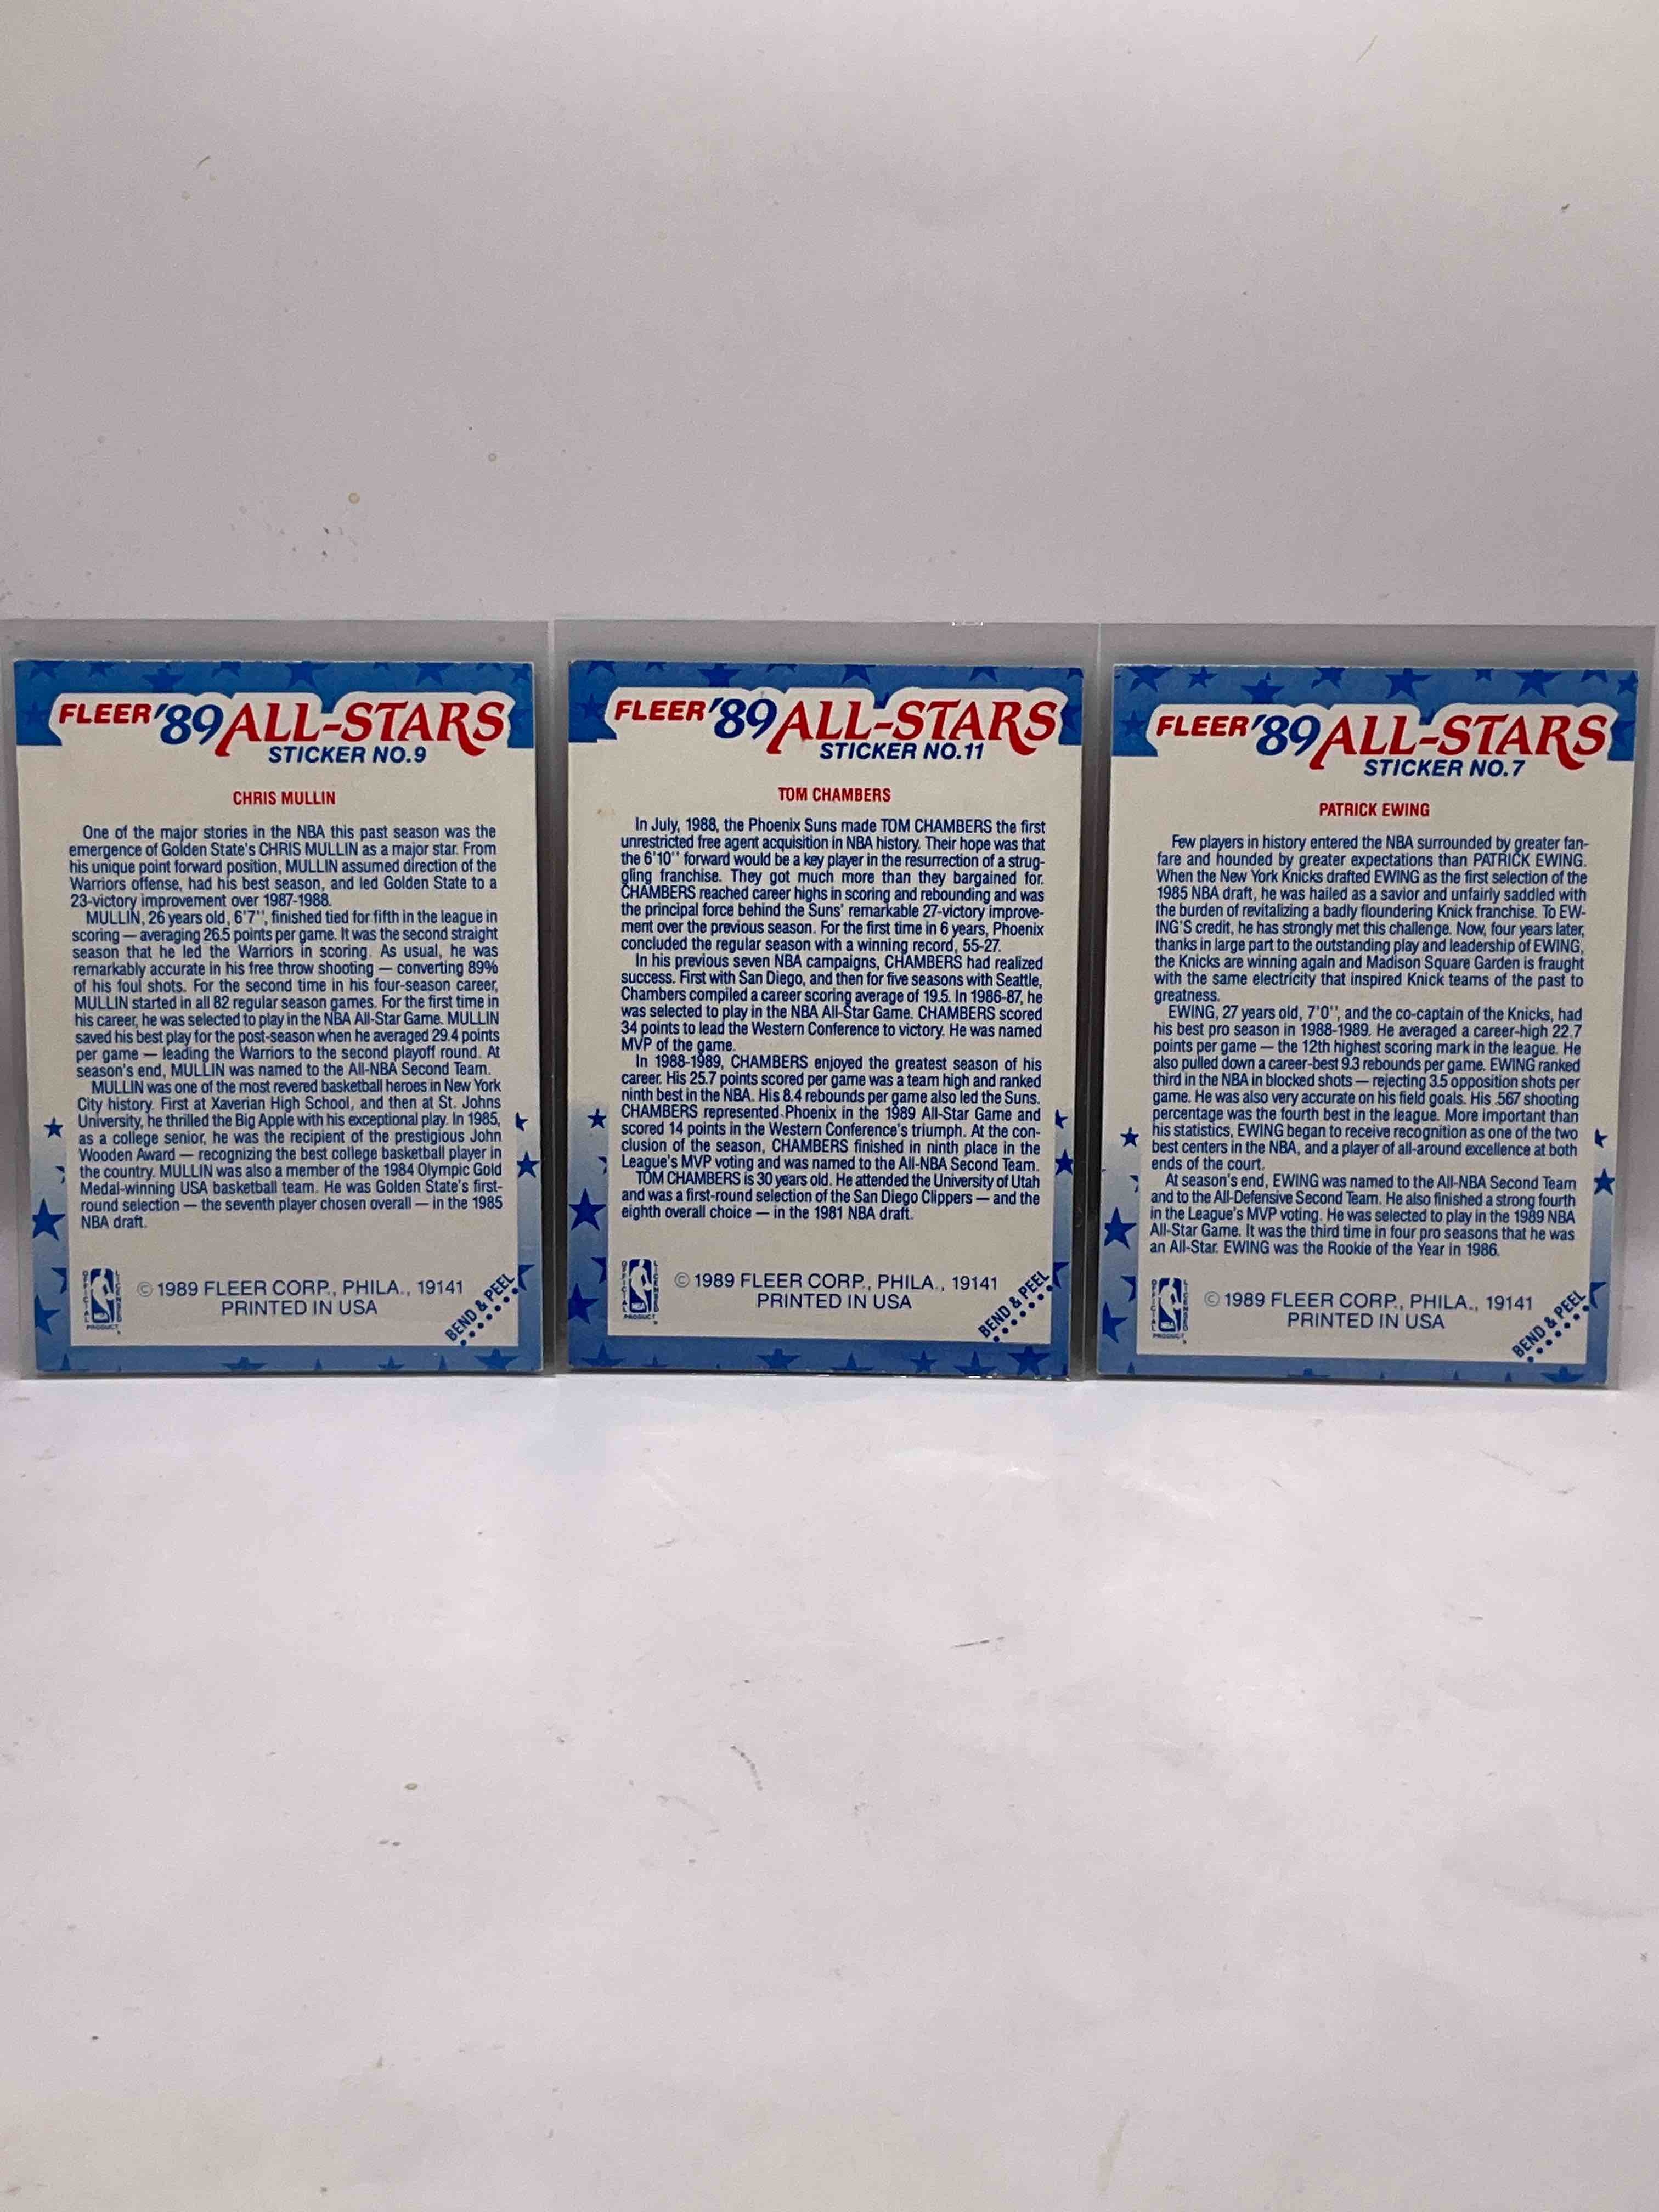 FLEER '89 ALL-STARS
STICKER NO.9
CHRIS MULLIN
One of the major stories in the NBA this past season was the
emergence of Golden State's CHRIS MULLIN as a major star. From
his unique point forward position, MULLIN assumed direction of the
Warriors offense, had his best season, and led Golden State to a
23-victory improvement over 1987-1988.
MULLIN, 26 years old, 6'7'', finished tied for fifth in the league in
scoring — averaging 26.5 points per game. It was the second straight
season that he led the Warriors in scoring. As usual, he was
remarkably accurate in his free throw shooting — converting 89%
of his foul shots. For the second time in his four-season career,
MULLIN started in all 82 regular season games. For the first time in
his career, he was selected to play in the NBA All-Star Game. MULLIN
saved his best play for the post-season when he averaged 29.4 points
per game — leading the Warriors to the second playoff round. At
season's end, MULLIN was named to the All-NBA Second Team.
MULLIN was one of the most revered basketball heroes in New York
City history. First at Xaverian High School, and then at St. Johns
University, he thrilled the Big Apple with his exceptional play. In 1985,
as a college senior, he was the recipient of the prestigious John
Wooden Award — recognizing the best college basketball player in
the country. MULLIN was also a member of the 1984 Olympic Gold
Medal-winning USA basketball team. He was Golden State's first-
round selection — the seventh player chosen overall — in the 1985
NBA draft.
OFFICIAL LICENSED
PRODUCT
© 1989 FLEER CORP., PHILA., 19141
PRINTED IN USA
BEND & PEEL
FLEER '89 ALL-STARS
STICKER NO.11
TOM CHAMBERS
In July, 1988, the Phoenix Suns made TOM CHAMBERS the first
unrestricted free agent acquisition in NBA history. Their hope was that
the 6'10'' forward would be a key player in the resurrection of a strug-
gling franchise. They got much more than they bargained for.
CHAMBERS reached career highs in scoring and rebounding and was
the principal force behind the Suns' remarkable 27-victory improve-
ment over the previous season. For the first time in 6 years, Phoenix
concluded the regular season with a winning record, 55-27.
In his previous seven NBA campaigns, CHAMBERS had realized
success. First with San Diego, and then for five seasons with Seattle,
Chambers compiled a career scoring average of 19.5. In 1986-87, he
was selected to play in the NBA All-Star Game. CHAMBERS scored
34 points to lead the Western Conference to victory. He was named
MVP of the game.
In 1988-1989, CHAMBERS enjoyed the greatest season of his
career. His 25.7 points scored per game was a team high and ranked
ninth best in the NBA. His 8.4 rebounds per game also led the Suns.
CHAMBERS represented Phoenix in the 1989 All-Star Game and
scored 14 points in the Western Conference's triumph. At the con-
clusion of the season, CHAMBERS finished in ninth place in the
League's MVP voting and was named to the All-NBA Second Team.
TOM CHAMBERS is 30 years old. He attended the University of Utah
and was a first-round selection of the San Diego Clippers — and the
eighth overall choice — in the 1981 NBA draft.
OFFICIAL LICENSED
PRODUCT
© 1989 FLEER CORP., PHILA., 19141
PRINTED IN USA
BEND & PEEL
FLEER '89 ALL-STARS
STICKER NO.7
PATRICK EWING
Few players in history entered the NBA surrounded by greater fan-
fare and hounded by greater expectations than PATRICK EWING.
When the New York Knicks drafted EWING as the first selection of the
1985 NBA draft, he was hailed as a savior and unfairly saddled with
the burden of revitalizing a badly floundering Knick franchise. To EW-
ING'S credit, he has strongly met this challenge. Now, four years later,
thanks in large part to the outstanding play and leadership of EWING,
the Knicks are winning again and Madison Square Garden is fraught
with the same electricity that inspired Knick teams of the past to
greatness.
EWING, 27 years old, 7'0'', and the co-captain of the Knicks, had
his best pro season in 1988-1989. He averaged a career-high 22.7
points per game — the 12th highest scoring mark in the league. He
also pulled down a career-best 9.3 rebounds per game. EWING ranked
third in the NBA in blocked shots — rejecting 3.5 opposition shots per
game. He was also very accurate on his field goals. His .567 shooting
percentage was the fourth best in the league. More important than
his statistics, EWING began to receive recognition as one of the two
best centers in the NBA, and a player of all-around excellence at both
ends of the court.
At season's end, EWING was named to the All-NBA Second Team
and to the All-Defensive Second Team. He also finished a strong fourth
in the League's MVP voting. He was selected to play in the 1989 NBA
All-Star Game. It was the third time in four pro seasons that he was
an All-Star. EWING was the Rookie of the Year in 1986.
OFFICIAL LICENSED
PRODUCT
© 1989 FLEER CORP., PHILA., 19141
PRINTED IN USA
BEND & PEEL